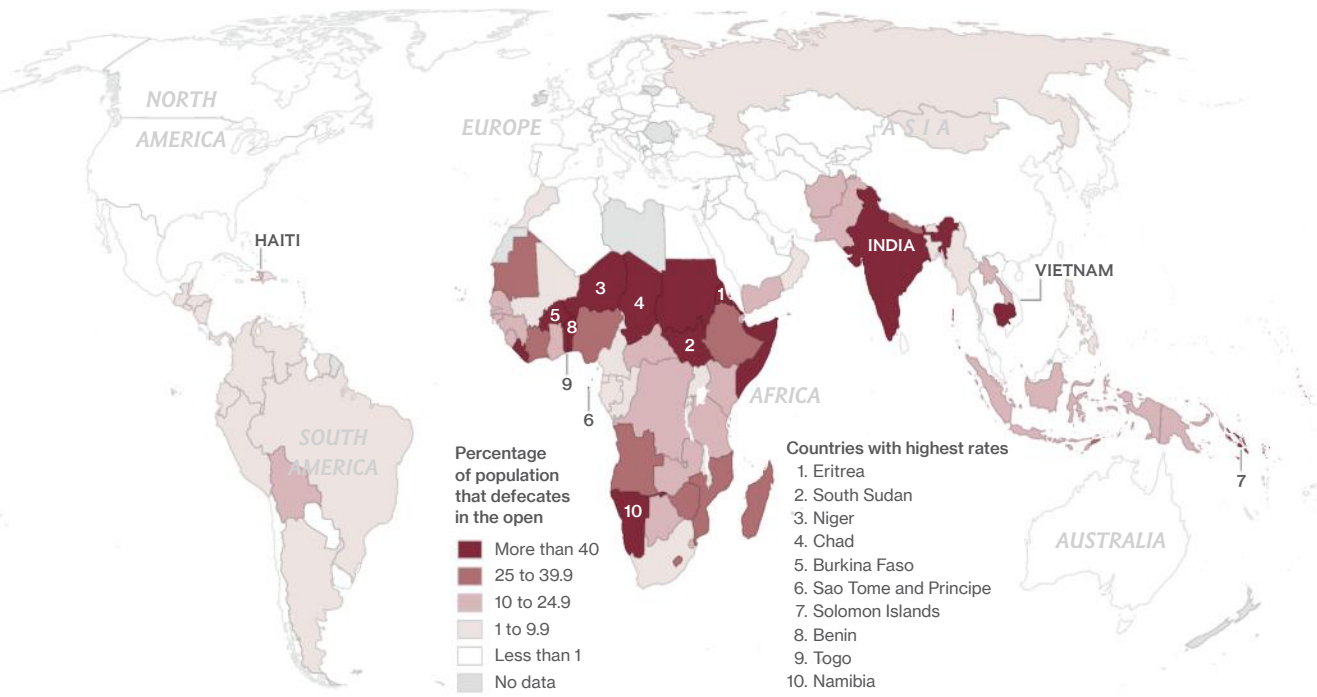 NORTH
AMERICA
EUROPE
ASIA
HAITI
INDIA
VIETNAM
1
3
4
5
8
2
9
6
AFRICA
SOUTH
AMERICA
10
7
AUSTRALIA
Percentage
of population
that defecates
in the open
More than 40
25 to 39.9
10 to 24.9
1 to 9.9
Less than 1
No data
Countries with highest rates
1. Eritrea
2. South Sudan
3. Niger
4. Chad
5. Burkina Faso
6. Sao Tome and Principe
7. Solomon Islands
8. Benin
9. Togo
10. Namibia